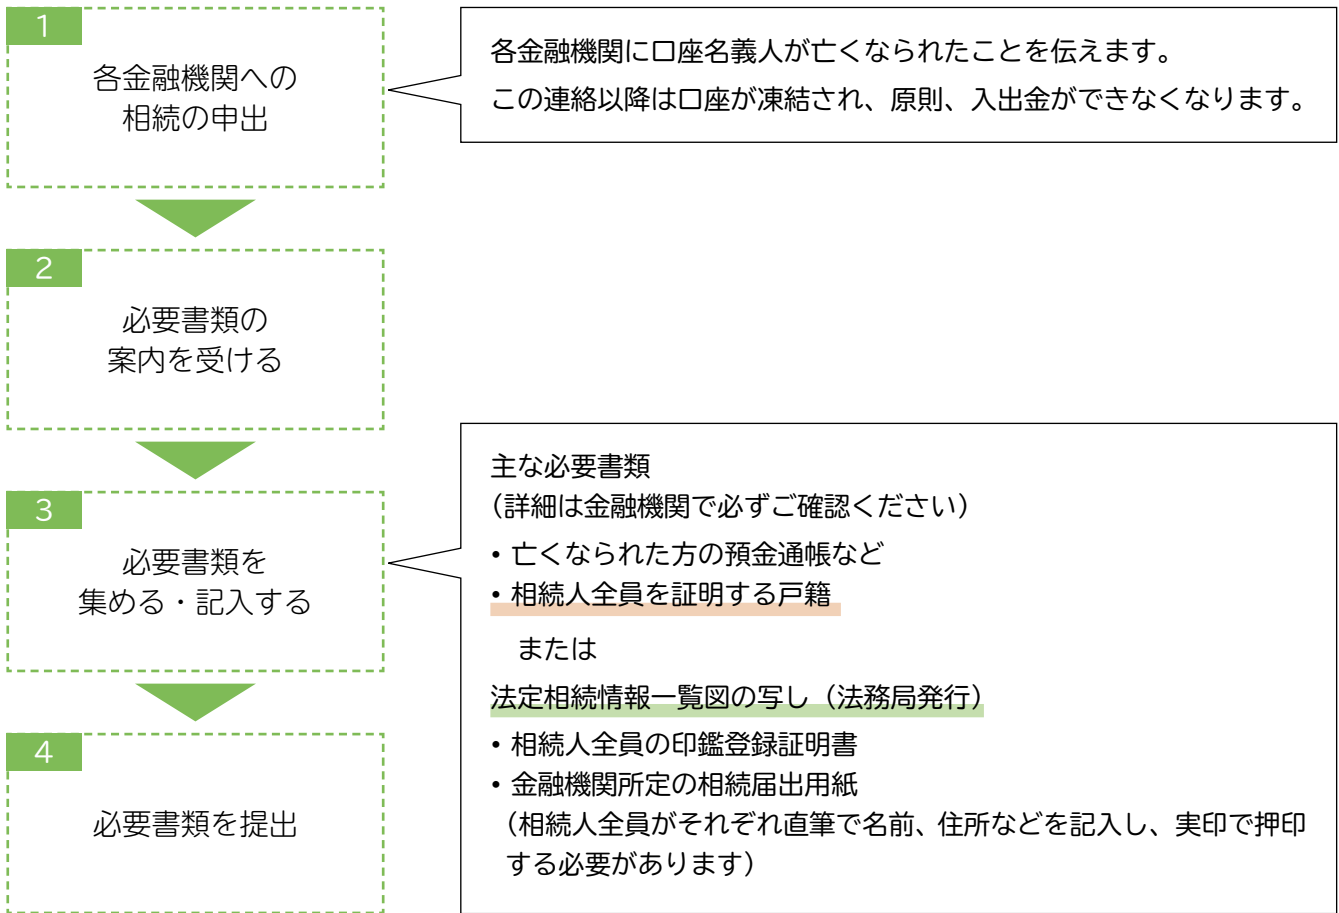 1
各金融機関への
相続の申出
各金融機関に口座名義人が亡くなられたことを伝えます。
この連絡以降は口座が凍結され、原則、入出金ができなくなります。
2
必要書類の
案内を受ける
3
必要書類を
集める・記入する
主な必要書類
（詳細は金融機関で必ずご確認ください）
・亡くなられた方の預金通帳など
・相続人全員を証明する戸籍
または
法定相続情報一覧図の写し（法務局発行）
・相続人全員の印鑑登録証明書
・金融機関所定の相続届出用紙
（相続人全員がそれぞれ直筆で名前、住所などを記入し、実印で押印
する必要があります）
4
必要書類を提出